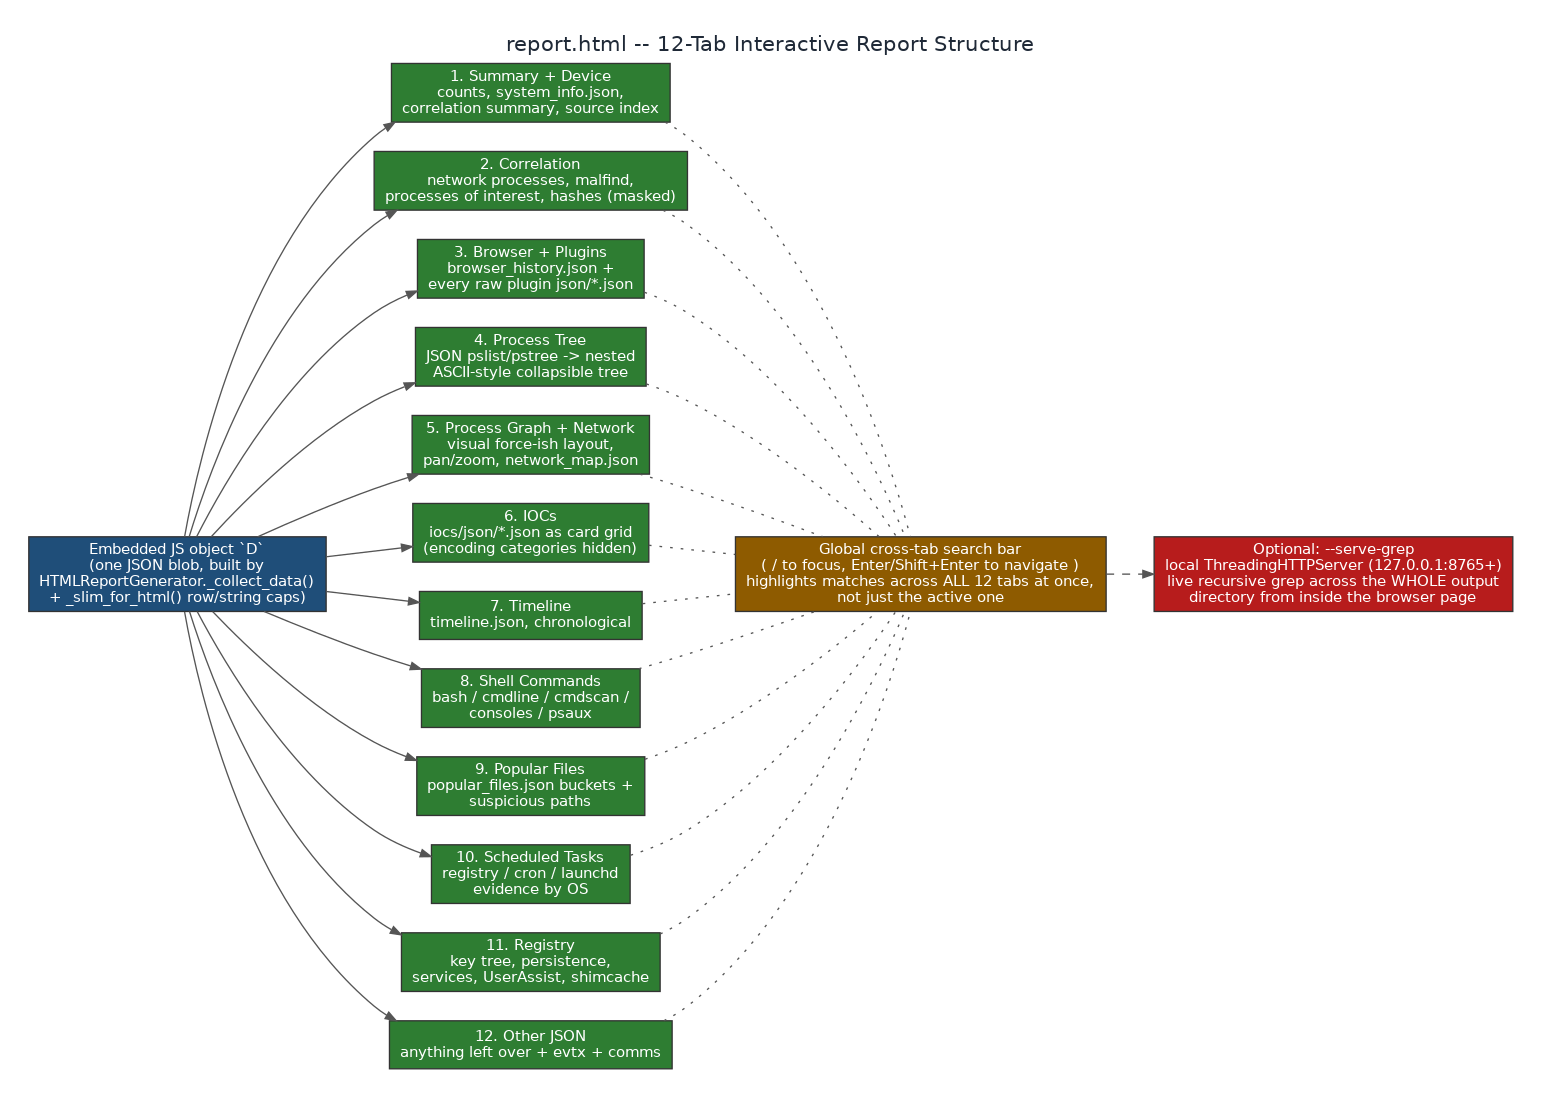 report.html -- 12-Tab Interactive Report Structure
1. Summary + Device
counts, system_info.json,
correlation summary, source index
2. Correlation
network processes, malfind,
processes of interest, hashes (masked)
3. Browser + Plugins
browser_history.json +
every raw plugin json/*.json
4. Process Tree
JSON pslist/pstree -> nested
ASCII-style collapsible tree
5. Process Graph + Network
visual force-ish layout,
pan/zoom, network_map.json
6. IOCs
iocs/json/*.json as card grid
(encoding categories hidden)
Embedded JS object `D`
(one JSON blob, built by
HTMLReportGenerator._collect_data()
+ _slim_for_html() row/string caps)
Global cross-tab search bar
( / to focus, Enter/Shift+Enter to navigate )
highlights matches across ALL 12 tabs at once,
not just the active one
Optional: --serve-grep
local ThreadingHTTPServer (127.0.0.1:8765+)
live recursive grep across the WHOLE output
directory from inside the browser page
7. Timeline
timeline.json, chronological
8. Shell Commands
bash / cmdline / cmdscan /
consoles / psaux
9. Popular Files
popular_files.json buckets +
suspicious paths
10. Scheduled Tasks
registry / cron / launchd
evidence by OS
11. Registry
key tree, persistence,
services, UserAssist, shimcache
12. Other JSON
anything left over + evtx + comms